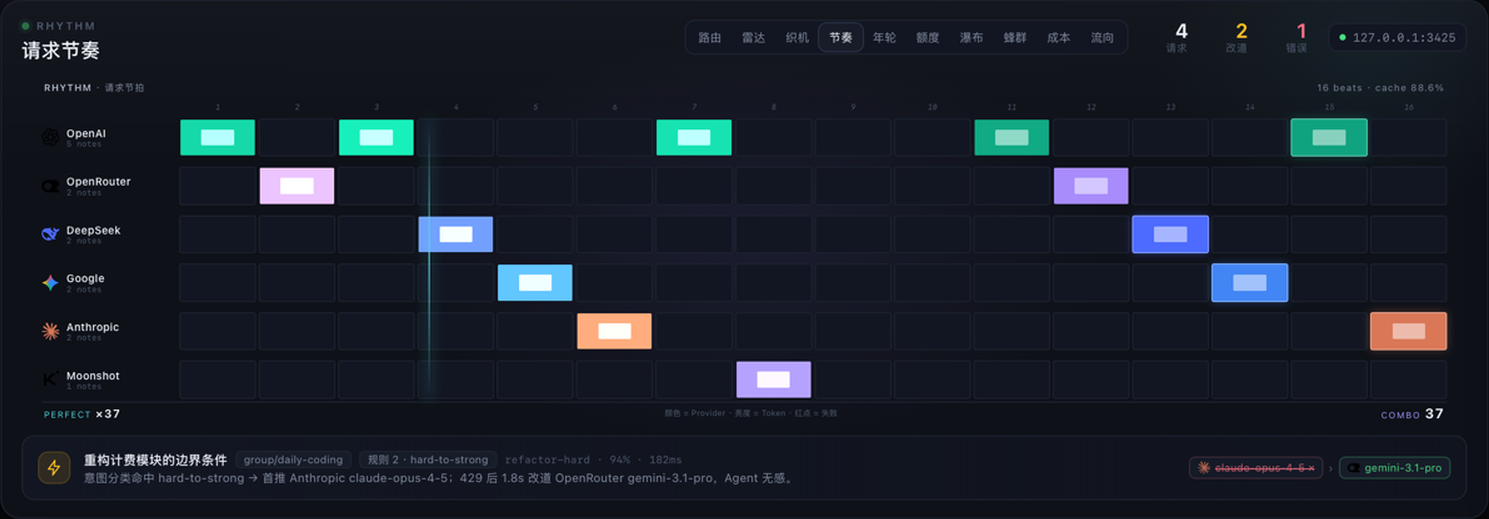 RHYTHM
请求节奏
路由 雷达 织机 节奏 年轮 额度 瀑布 蜂群 成本 流向
4 请求
2 改道
1 错误
127.0.0.1:3425
RHYTHM · 请求节拍
16 beats · cache 88.6%
1 2 3 4 5 6 7 8 9 10 11 12 13 14 15 16
OpenAI
5 notes
OpenRouter
2 notes
DeepSeek
2 notes
Google
2 notes
Anthropic
2 notes
Moonshot
1 notes
PERFECT ×37
颜色 = Provider · 亮度 = Token · 红点 = 失败
COMBO 37
重构计费模块的边界条件 group/daily-coding 规则 2 · hard-to-strong refactor-hard · 94% · 182ms
意图分类命中 hard-to-strong → 首推 Anthropic claude-opus-4-5；429 后 1.8s 改道 OpenRouter gemini-3.1-pro，Agent 无感。
claude-opus-4-5 × › gemini-3.1-pro